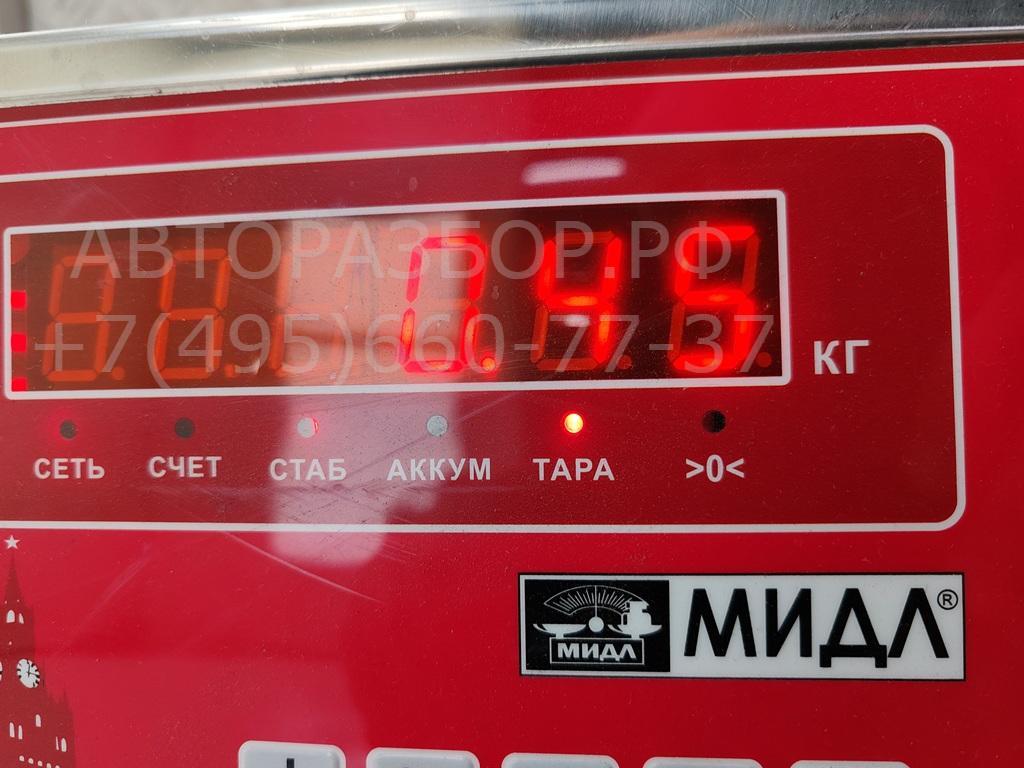 АВТОРАЗБОР.РФ
+7(495)660-77-37
0.45
КГ
СЕТЬ СЧЕТ СТАБ АККУМ ТАРА >0<
МИДЛ
МИДЛ®